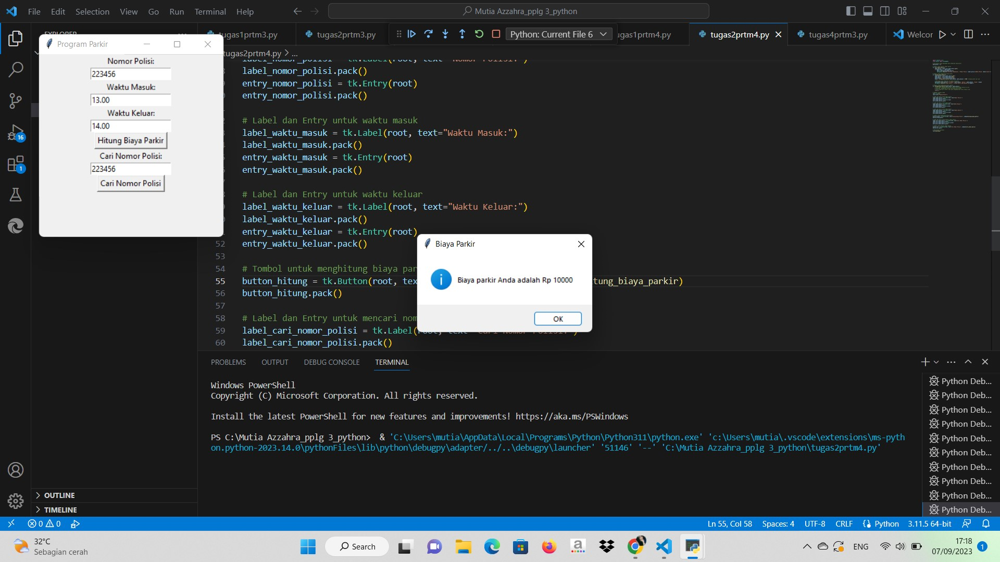 File Edit Selection View Go Run Terminal Help
Mutia Azzahra_pplg 3_python
tugas1prtm3.py
tugas2prtm3.py
Python: Current File 6
tugas2prtm4.py
tugas4prtm3.py
tugas2prtm4.py > ...
label_nomor_polisi.pack()
entry_nomor_polisi = tk.Entry(root)
entry_nomor_polisi.pack()
# Label dan Entry untuk waktu masuk
label_waktu_masuk = tk.Label(root, text="Waktu Masuk:")
label_waktu_masuk.pack()
entry_waktu_masuk = tk.Entry(root)
entry_waktu_masuk.pack()
# Label dan Entry untuk waktu keluar
label_waktu_keluar = tk.Label(root, text="Waktu Keluar:")
label_waktu_keluar.pack()
entry_waktu_keluar = tk.Entry(root)
52 entry_waktu_keluar.pack()
53
54 # Tombol untuk menghitung biaya par
55 button_hitung = tk.Button(root, tex tung_biaya_parkir)
56 button_hitung.pack()
57
58 # Label dan Entry untuk mencari nom
59 label_cari_nomor_polisi = tk.Label(
60 label_cari_nomor_polisi.pack()
Program Parkir
Nomor Polisi:
223456
Waktu Masuk:
13.00
Waktu Keluar:
14.00
Hitung Biaya Parkir
Cari Nomor Polisi:
223456
Cari Nomor Polisi
Biaya Parkir
Biaya parkir Anda adalah Rp 10000
OK
PROBLEMS OUTPUT DEBUG CONSOLE TERMINAL
Windows PowerShell
Copyright (C) Microsoft Corporation. All rights reserved.
Install the latest PowerShell for new features and improvements! https://aka.ms/PSWindows
PS C:\Mutia Azzahra_pplg 3_python> & 'C:\Users\mutia\AppData\Local\Programs\Python\Python311\python.exe' 'c:\Users\mutia\.vscode\extensions\ms-pyth
on.python-2023.14.0\pythonFiles\lib\python\debugpy\adapter/../..\debugpy\launcher' '51146' '--' 'C:\Mutia Azzahra_pplg 3_python\tugas2prtm4.py'
Python Deb...
Python Deb...
Python Deb...
Python Deb...
Python Deb...
Python Deb...
Python Deb...
Python Deb...
Python Deb...
Python Deb...
16
1
OUTLINE
TIMELINE
0 0
Ln 55, Col 58 Spaces: 4 UTF-8 CRLF Python 3.11.5 64-bit
32°C
Sebagian cerah
Search
ENG
17:18
07/09/2023
1